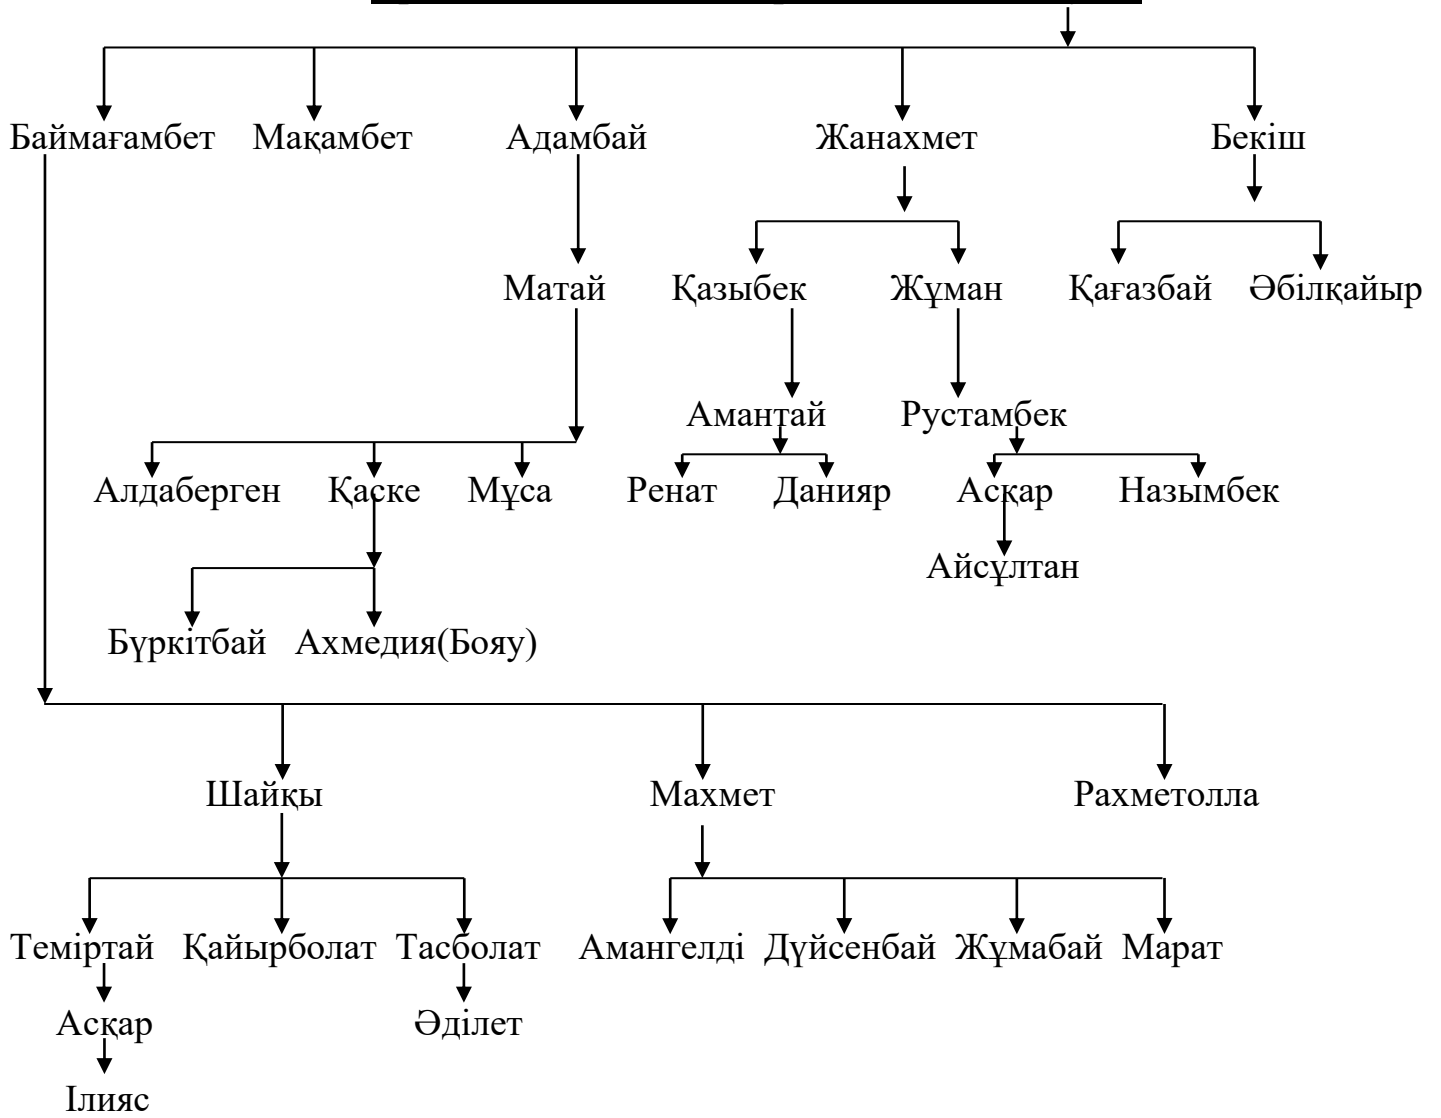 Баймағамбет Мақамбет Адамбай Жанахмет Бекіш
Матай Қазыбек Жұман Қағазбай Әбілқайыр
Амантай Рустамбек
Алдаберген Қаске Мұса Ренат Данияр Асқар Назымбек
Айсұлтан
Бүркітбай Ахмедия(Бояу)
Шайқы Махмет Рахметолла
Теміртай Қайырболат Тасболат Амангелді Дүйсенбай Жұмабай Марат
Асқар Әділет
Ілияс